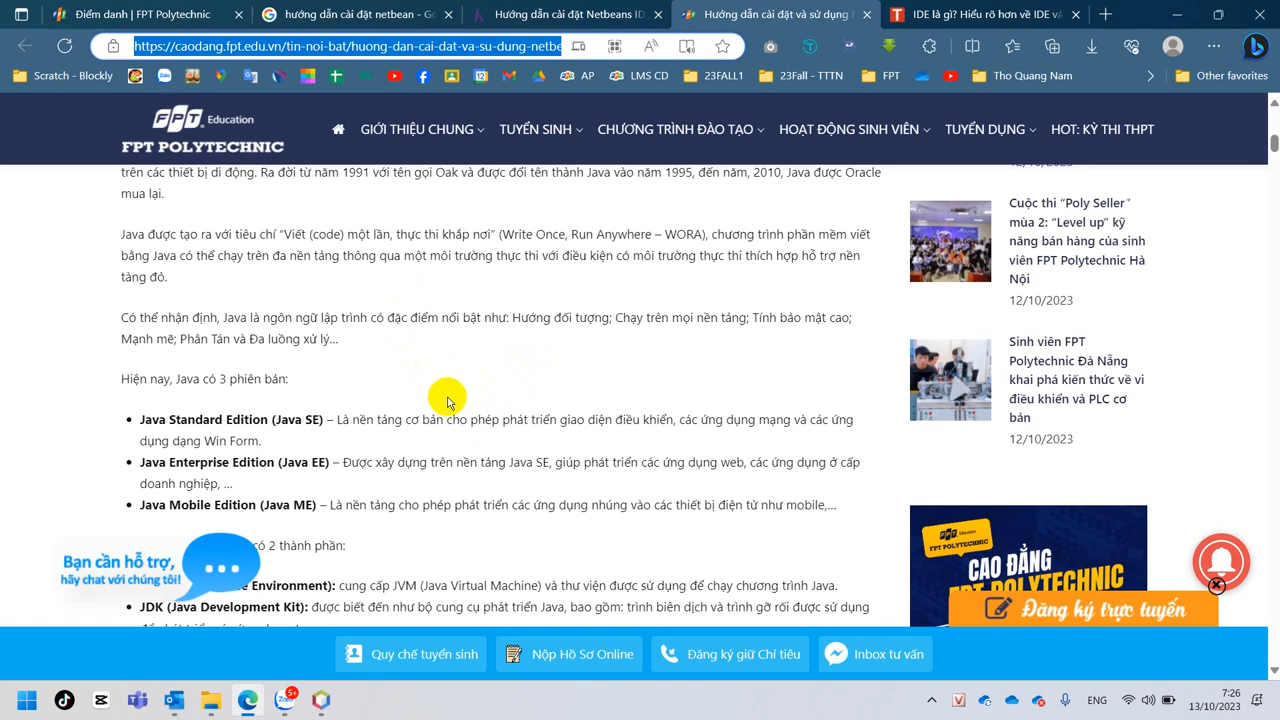 Education
hướng dẫn cài đặt netbean - Go
Hướng dẫn cài đặt Netbeans ID
Hướng dẫn cài đặt và sử dụng
IDE là gì? Hiểu rõ hơn về IDE và
https://caodang.fpt.edu.vn/tin-noi-bat/huong-dan-cai-dat-va-su-dung-netbe
Scratch - Blockly
AP
LMS CD
23FALL1
23Fall - TTTN
FPT
Tho Quang Nam
Other favorites
FPT Education
FPT POLYTECHNIC
GIỚI THIỆU CHUNG
TUYỂN SINH
CHƯƠNG TRÌNH ĐÀO TẠO
HOẠT ĐỘNG SINH VIÊN
TUYỂN DỤNG
HOT: KỲ THI THPT
trên các thiết bị di động. Ra đời từ năm 1991 với tên gọi Oak và được đổi tên thành Java vào năm 1995, đến năm, 2010, Java được Oracle
mua lại.
Java được tạo ra với tiêu chí “Viết (code) một lần, thực thi khắp nơi” (Write Once, Run Anywhere – WORA), chương trình phần mềm viết
bằng Java có thể chạy trên đa nền tảng thông qua một môi trường thực thi với điều kiện có môi trường thực thi thích hợp hỗ trợ nền
tảng đó.
Có thể nhận định, Java là ngôn ngữ lập trình có đặc điểm nổi bật như: Hướng đối tượng; Chạy trên mọi nền tảng; Tính bảo mật cao;
Mạnh mẽ; Phân Tán và Đa luồng xử lý…
Hiện nay, Java có 3 phiên bản:
Java Standard Edition (Java SE) – Là nền tảng cơ bản cho phép phát triển giao diện điều khiển, các ứng dụng mạng và các ứng
dụng dạng Win Form.
Java Enterprise Edition (Java EE) – Được xây dựng trên nền tảng Java SE, giúp phát triển các ứng dụng web, các ứng dụng ở cấp
doanh nghiệp, …
Java Mobile Edition (Java ME) – Là nền tảng cho phép phát triển các ứng dụng nhúng vào các thiết bị điện tử như mobile,…
có 2 thành phần:
Environment): cung cấp JVM (Java Virtual Machine) và thư viện được sử dụng để chạy chương trình Java.
JDK (Java Development Kit): được biết đến như bộ cung cụ phát triển Java, bao gồm: trình biên dịch và trình gỡ rối được sử dụng
Bạn cần hỗ trợ,
hãy chat với chúng tôi!
12/10/2023
Cuộc thi “Poly Seller”
mùa 2: “Level up” kỹ
năng bán hàng của sinh
viên FPT Polytechnic Hà
Nội
12/10/2023
Sinh viên FPT
Polytechnic Đà Nẵng
khai phá kiến thức về vi
điều khiển và PLC cơ
bản
12/10/2023
FPT POLYTECHNIC
CAO ĐẲNG
FPT POLYTECHNIC
Đăng ký trực tuyến
Quy chế tuyển sinh
Nộp Hồ Sơ Online
Đăng ký giữ Chỉ tiêu
Inbox tư vấn
5+
ENG
7:26
13/10/2023